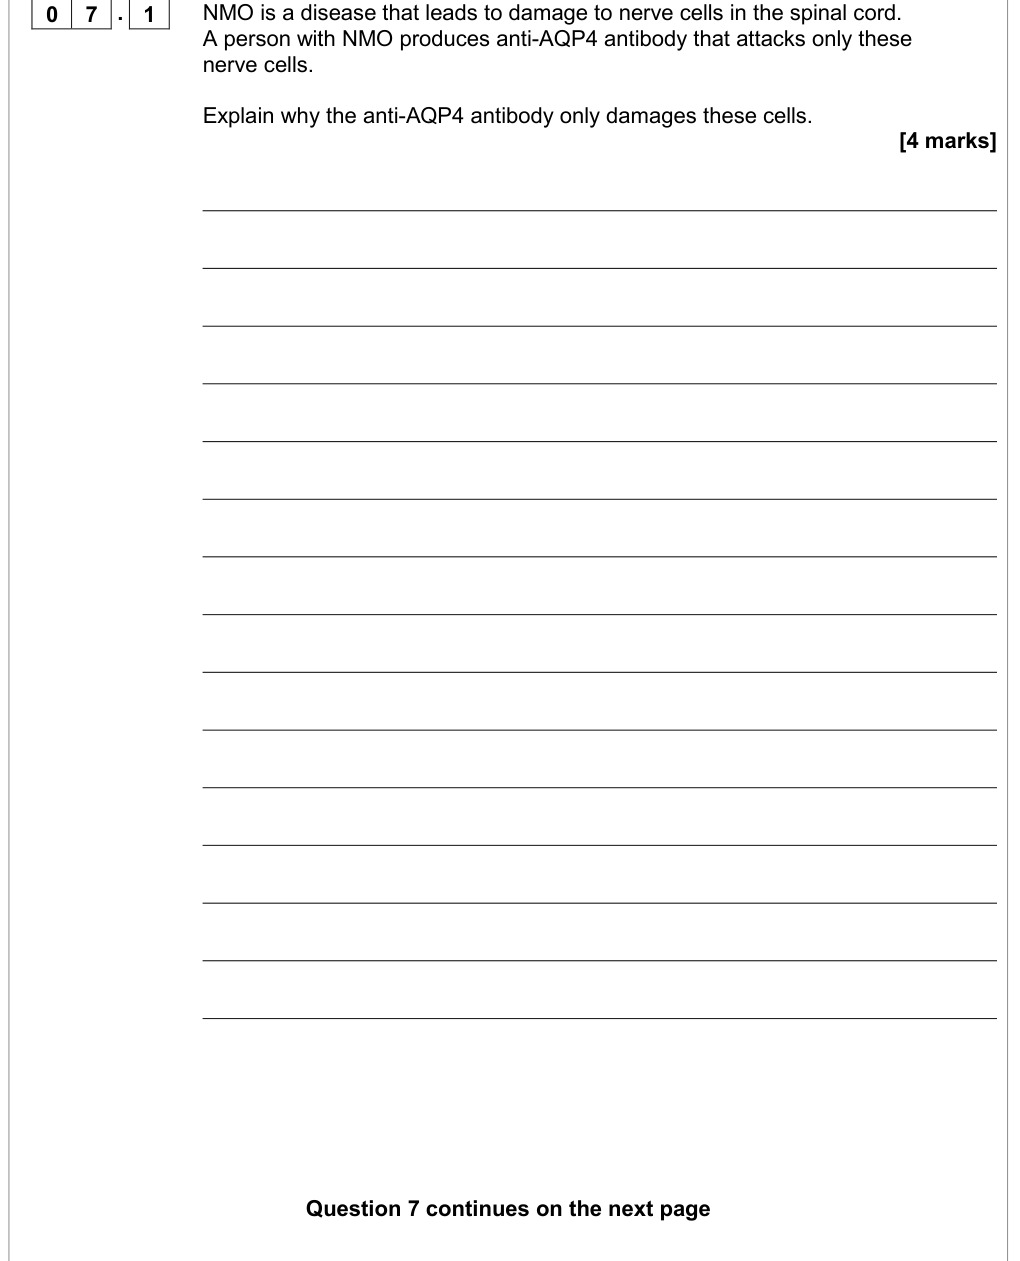 0 7 . 1 NMO is a disease that leads to damage to nerve cells in the spinal cord.
A person with NMO produces anti-AQP4 antibody that attacks only these
nerve cells.
Explain why the anti-AQP4 antibody only damages these cells.
[4 marks]
Question 7 continues on the next page